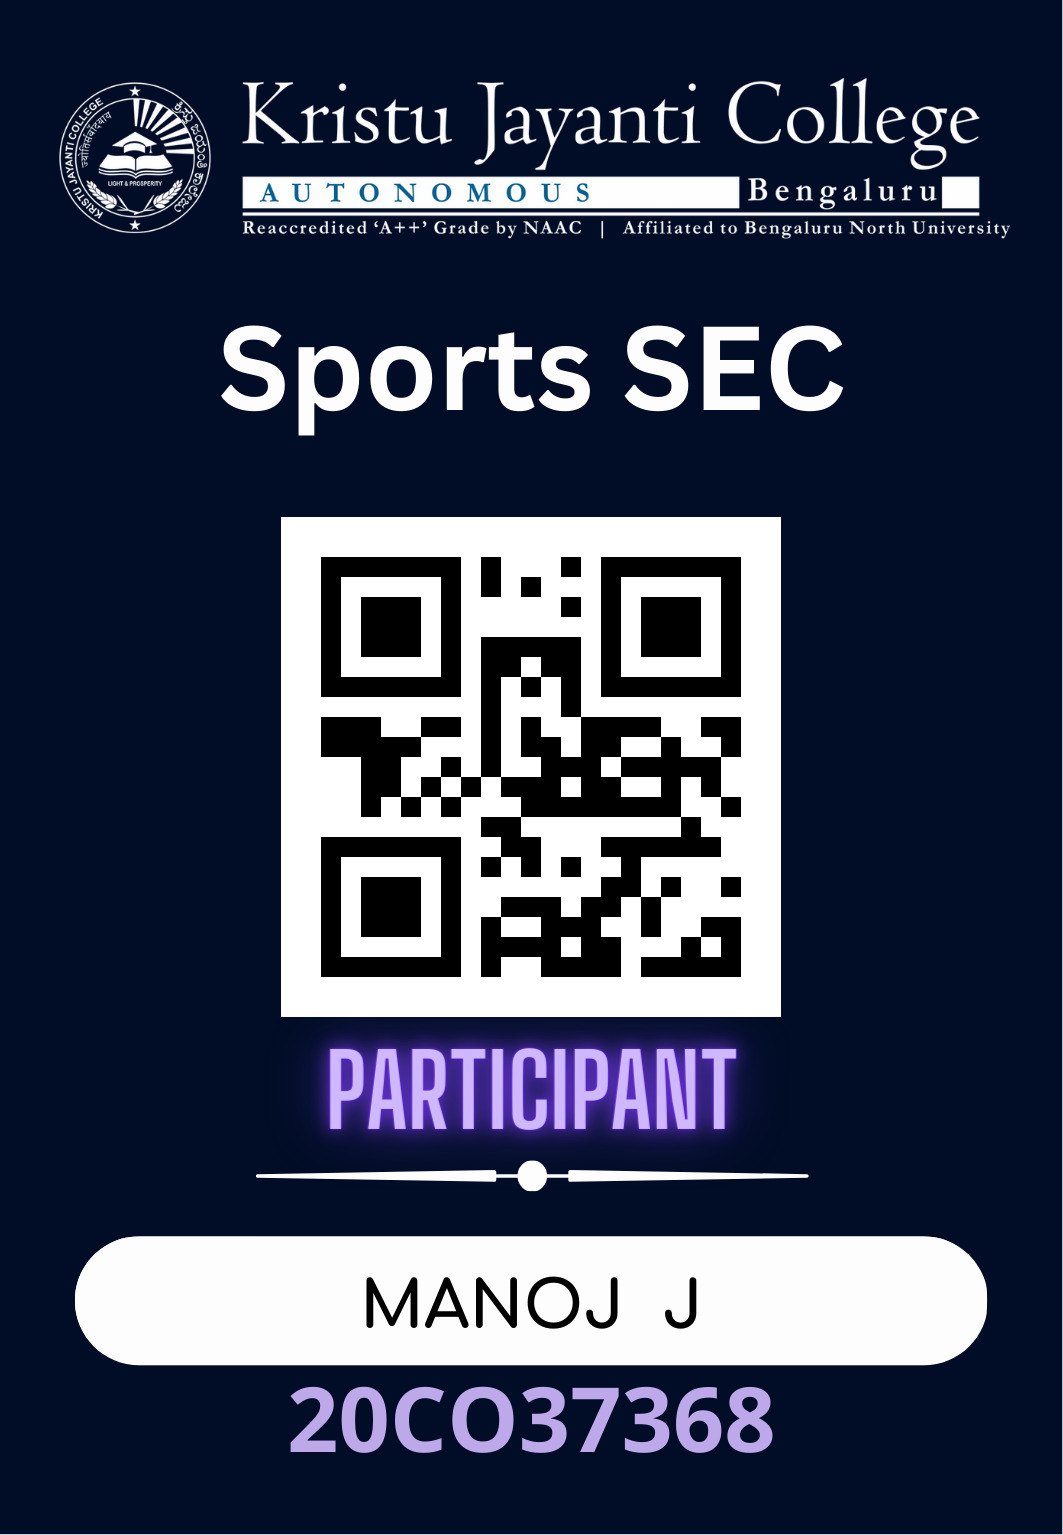 KRISTU JAYANTI COLLEGE
ಕ್ರಿಸ್ತು ಜಯಂತಿ ಕಾಲೇಜು
LIGHT & PROSPERITY
Kristu Jayanti College
AUTONOMOUS Bengaluru
Reaccredited ‘A++’ Grade by NAAC | Affiliated to Bengaluru North University
Sports SEC
PARTICIPANT
MANOJ J
20CO37368